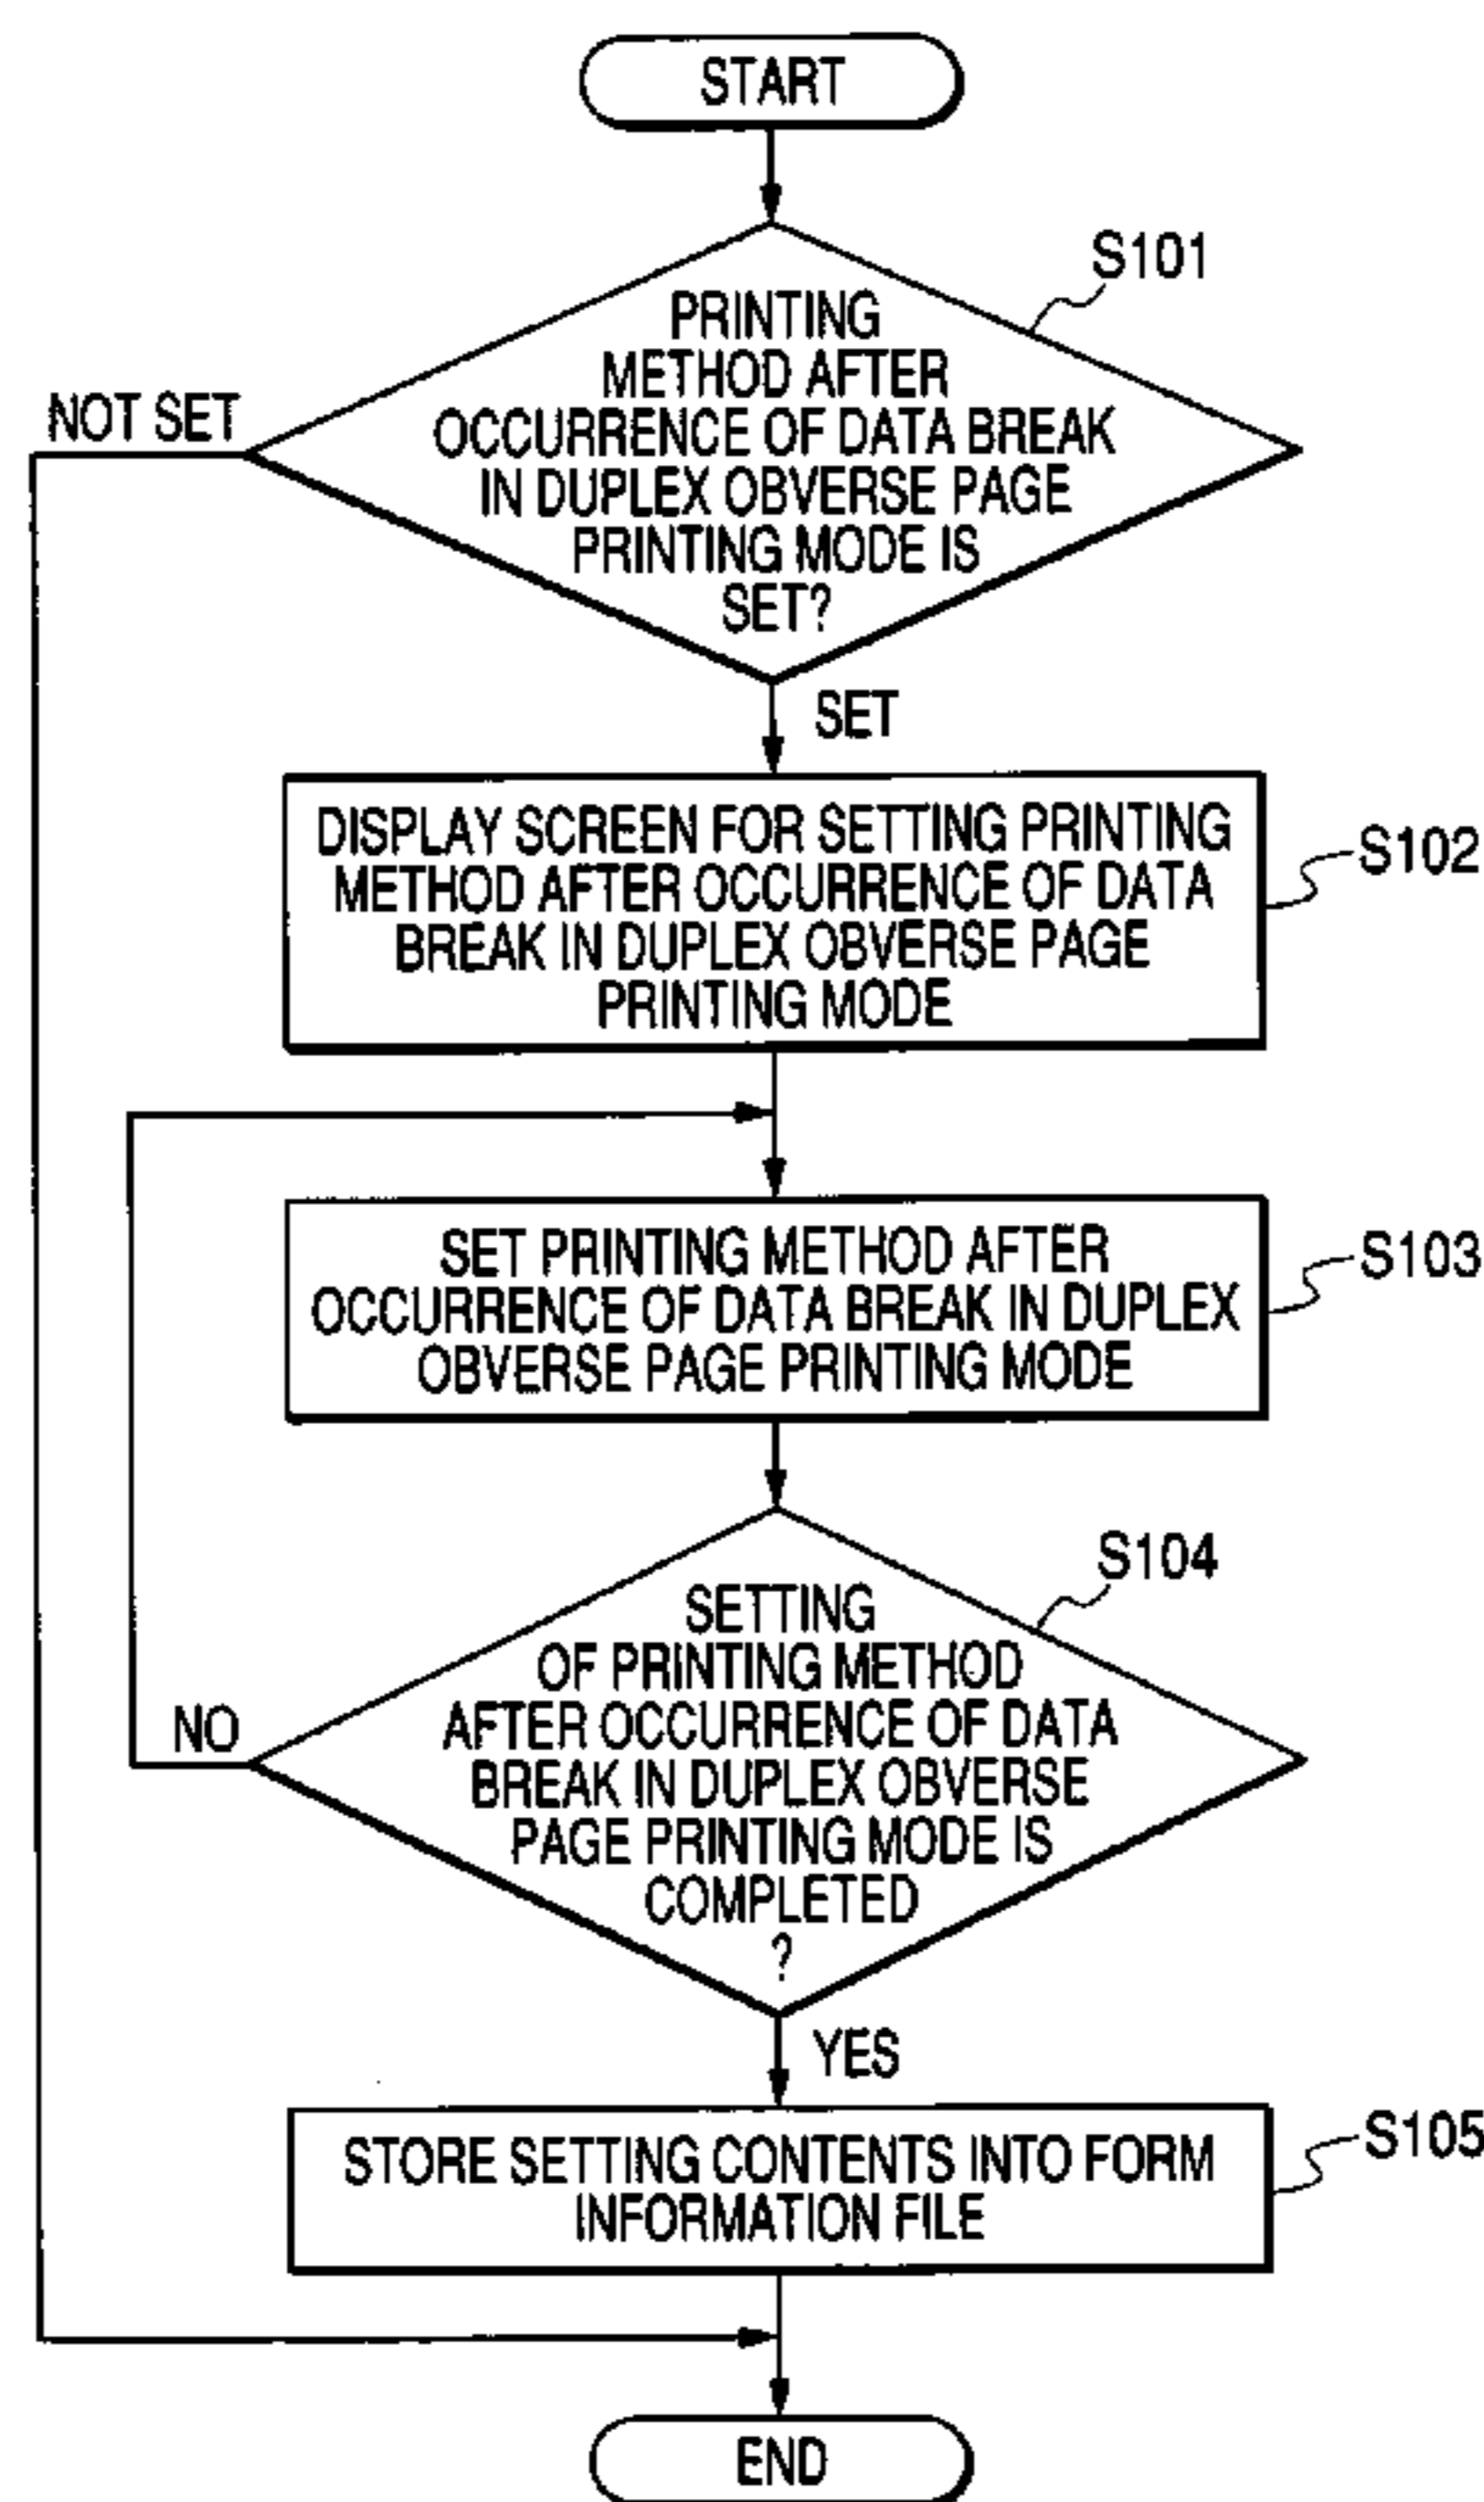 START
S101
PRINTING
METHOD AFTER
OCCURRENCE OF DATA BREAK
IN DUPLEX OBVERSE PAGE
PRINTING MODE IS
SET?
NOT SET
SET
DISPLAY SCREEN FOR SETTING PRINTING
METHOD AFTER OCCURRENCE OF DATA
BREAK IN DUPLEX OBVERSE PAGE
PRINTING MODE
S102
SET PRINTING METHOD AFTER
OCCURRENCE OF DATA BREAK IN DUPLEX
OBVERSE PAGE PRINTING MODE
S103
S104
SETTING
OF PRINTING METHOD
AFTER OCCURRENCE OF DATA
BREAK IN DUPLEX OBVERSE
PAGE PRINTING MODE IS
COMPLETED
?
NO
YES
STORE SETTING CONTENTS INTO FORM
INFORMATION FILE
S105
END